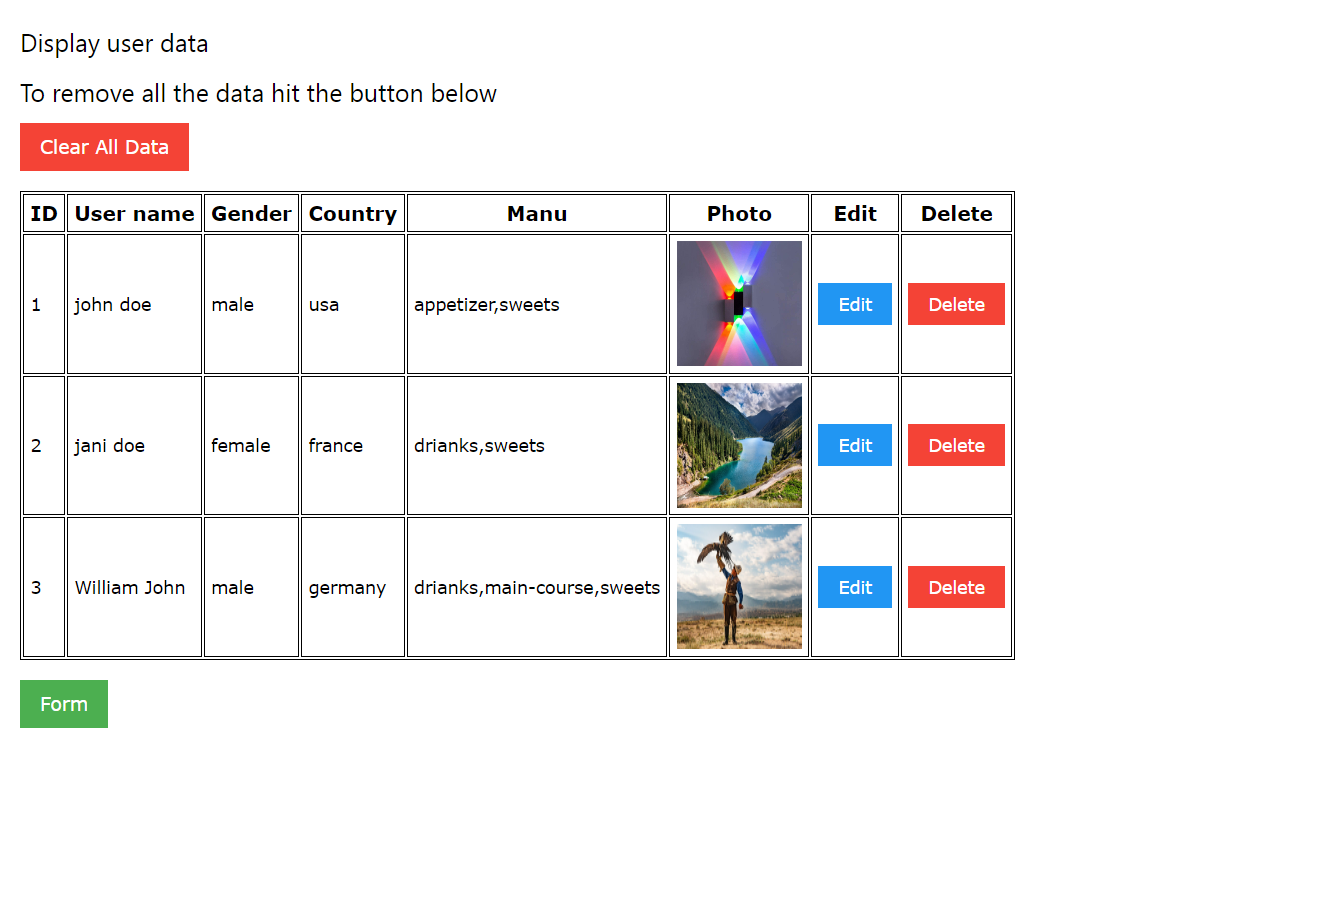 Display user data
To remove all the data hit the button below
Clear All Data
ID User name Gender Country Manu Photo Edit Delete
1 john doe male usa appetizer,sweets Edit Delete
2 jani doe female france drianks,sweets Edit Delete
3 William John male germany drianks,main-course,sweets Edit Delete
Form